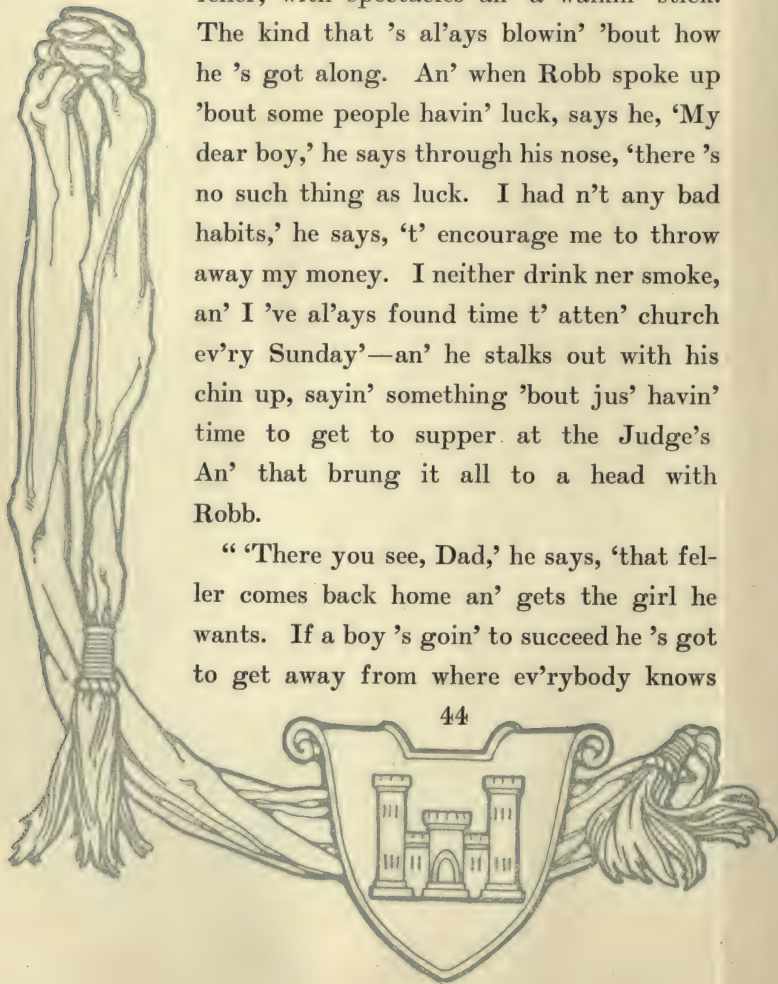 feller, with spectacles an' a walkin' stick.
The kind that 's al'ays blowin' 'bout how
he 's got along. An' when Robb spoke up
'bout some people havin' luck, says he, ‘My
dear boy,’ he says through his nose, ‘there 's
no such thing as luck. I had n't any bad
habits,’ he says, ‘t' encourage me to throw
away my money. I neither drink ner smoke,
an' I 've al'ays found time t' atten' church
ev'ry Sunday’—an' he stalks out with his
chin up, sayin' something 'bout jus' havin'
time to get to supper at the Judge's
An' that brung it all to a head with
Robb.
“ ‘There you see, Dad,’ he says, ‘that fel-
ler comes back home an' gets the girl he
wants. If a boy 's goin' to succeed he 's got
to get away from where ev'rybody knows
44